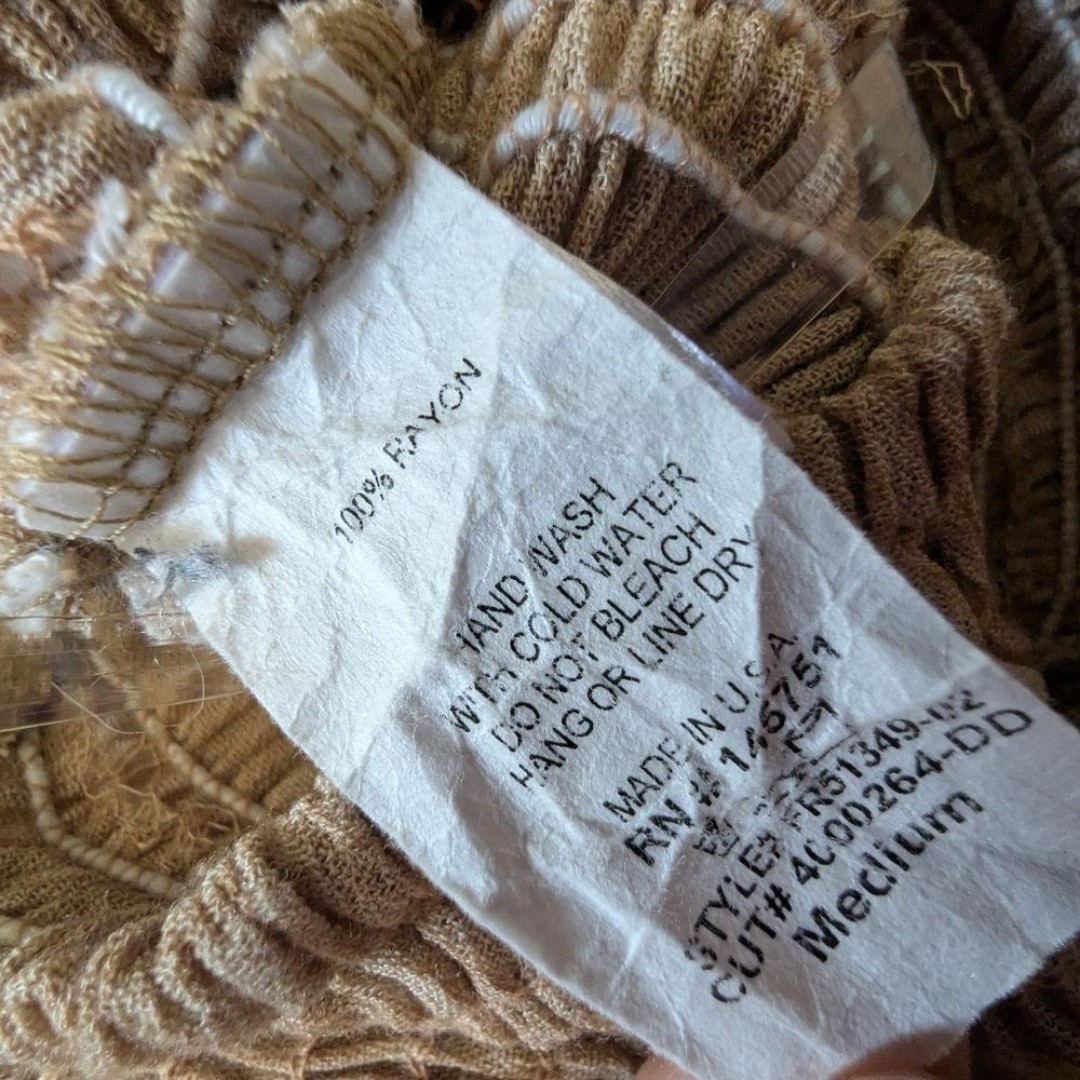 100% RAYON
HAND WASH
WITH COLD WATER
DO NOT BLEACH
HANG OR LINE DRY
MADE IN U.S.A.
RN # 146751
STYLE# FR51349-02
CUT# 4C00264-DD
Medium